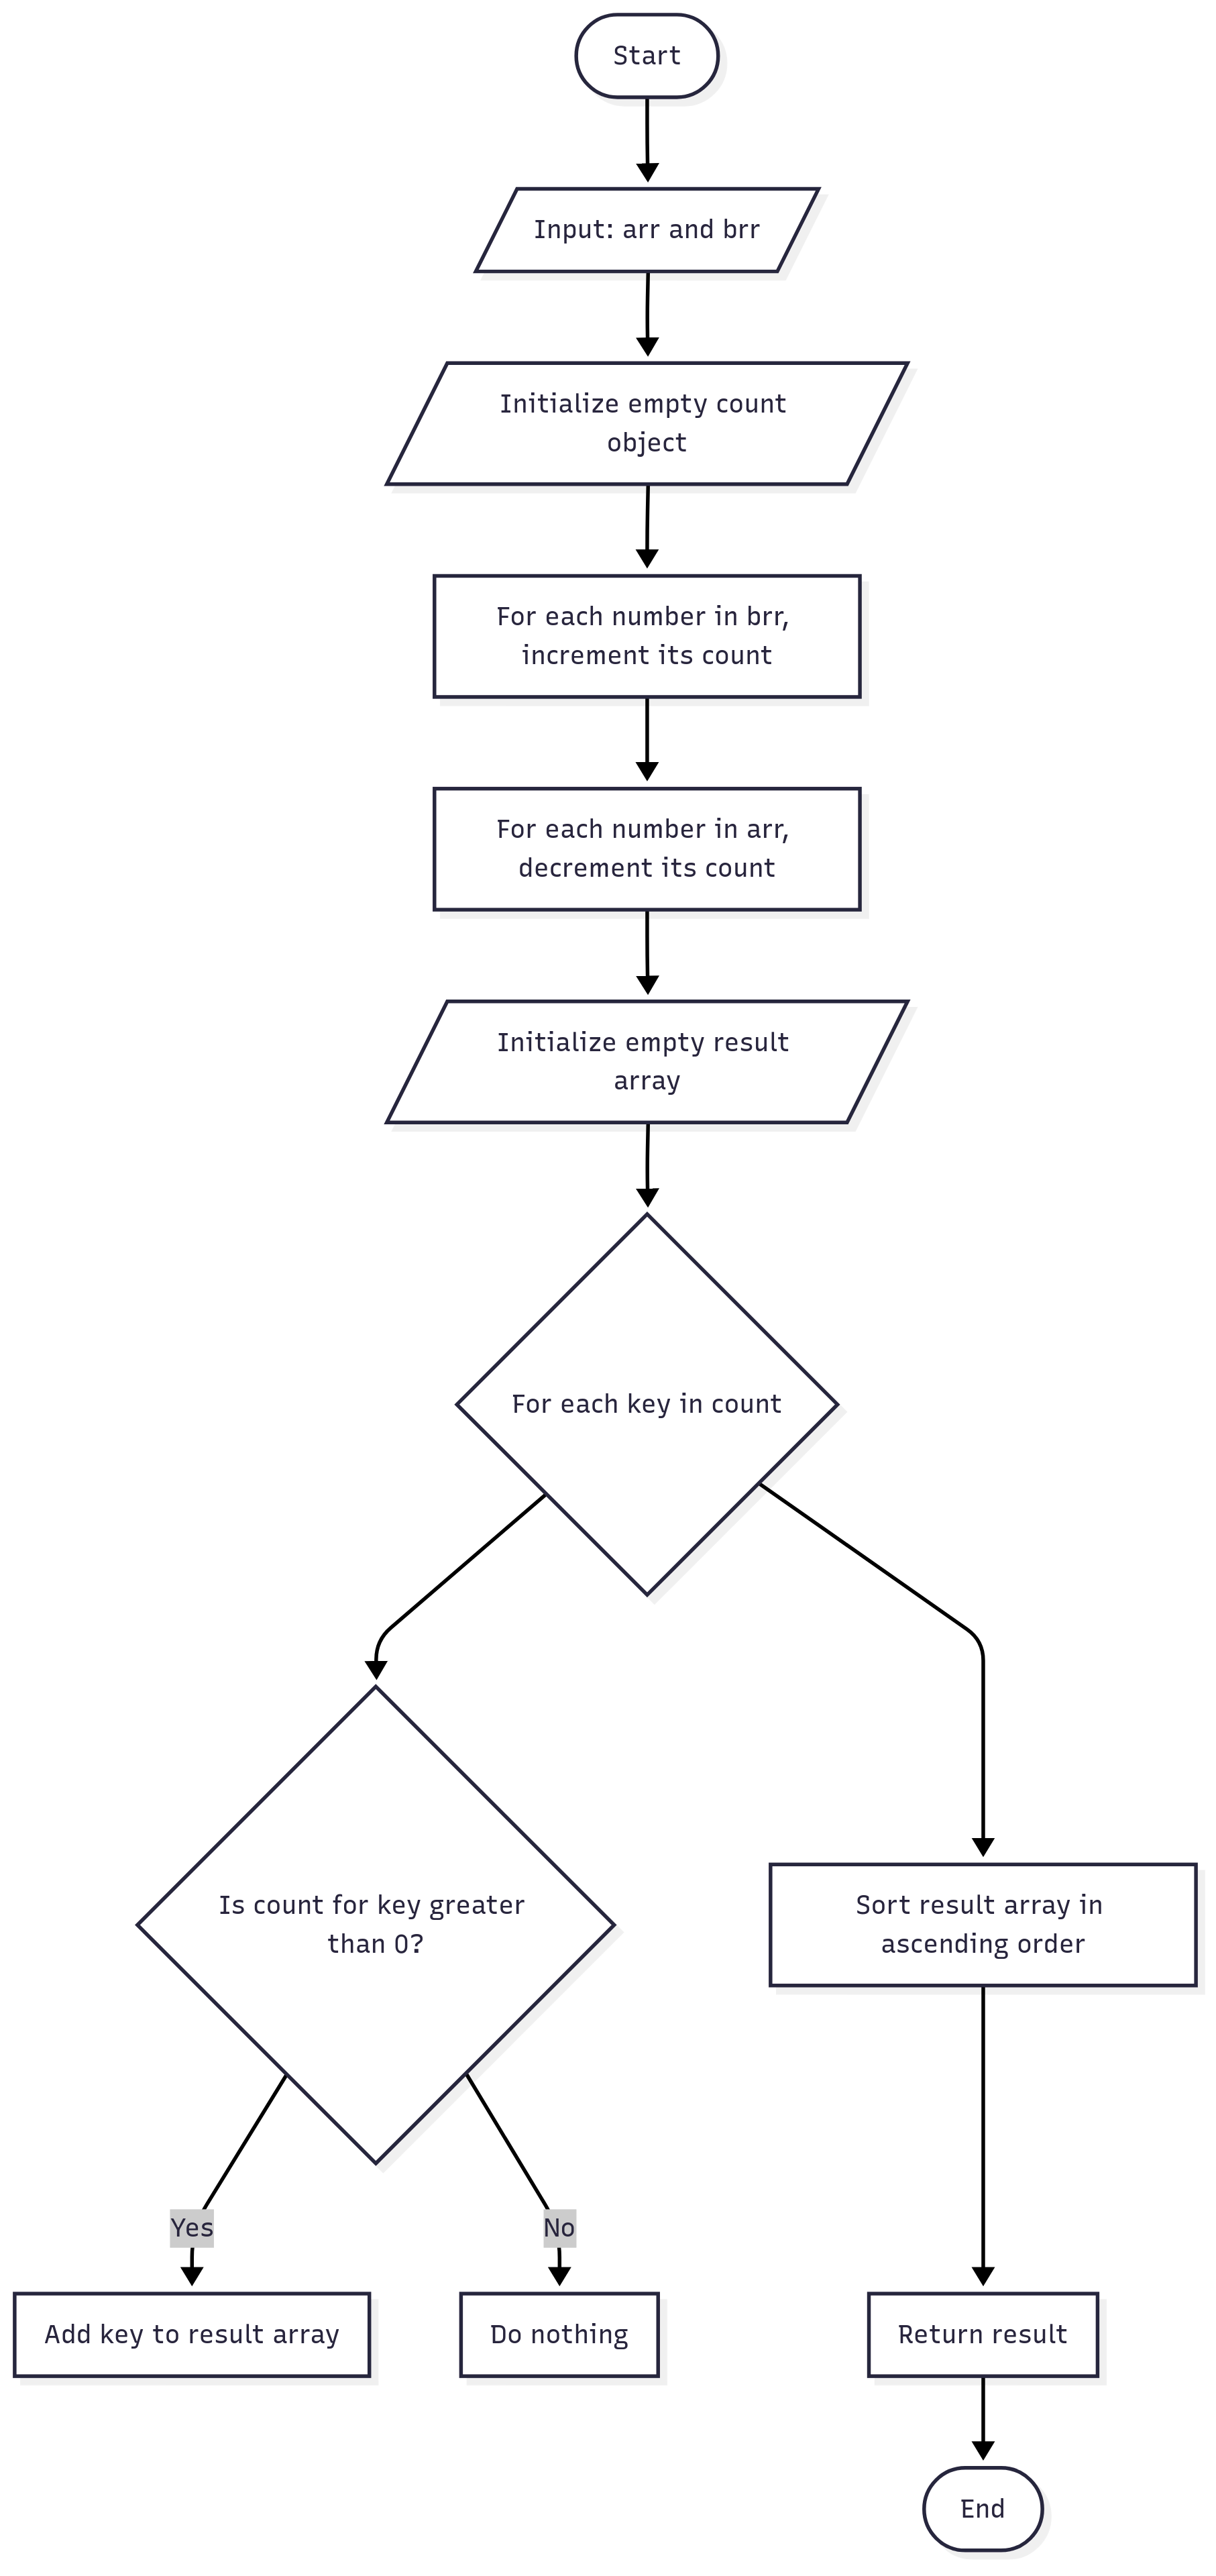 Start
Input: arr and brr
Initialize empty count
object
For each number in brr,
increment its count
For each number in arr,
decrement its count
Initialize empty result
array
For each key in count
Is count for key greater
than 0?
Sort result array in
ascending order
Yes
No
Add key to result array
Do nothing
Return result
End